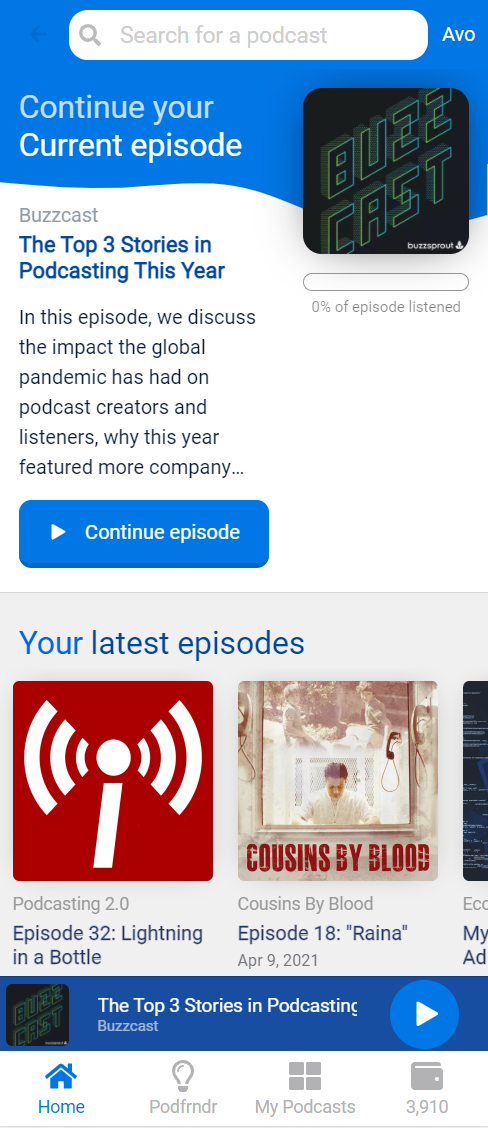 Search for a podcast
Avo
Continue your
Current episode
BUZZ
CAST
buzzsprout
Buzzcast
The Top 3 Stories in
Podcasting This Year
0% of episode listened
In this episode, we discuss
the impact the global
pandemic has had on
podcast creators and
listeners, why this year
featured more company...
Continue episode
Your latest episodes
COUSINS BY BLOOD
Podcasting 2.0
Episode 32: Lightning
in a Bottle
Cousins By Blood
Episode 18: "Raina"
Apr 9, 2021
Eco
My
Ad
BUZZ
CAST
The Top 3 Stories in Podcasting
Buzzcast
Home
Podfrndr
My Podcasts
3,910